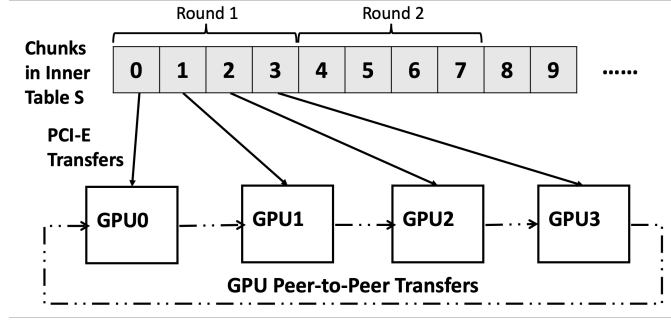 Round 1 Round 2
Chunks
in Inner
Table S
0 1 2 3 4 5 6 7 8 9 ......
PCI-E
Transfers
GPU0 GPU1 GPU2 GPU3
GPU Peer-to-Peer Transfers